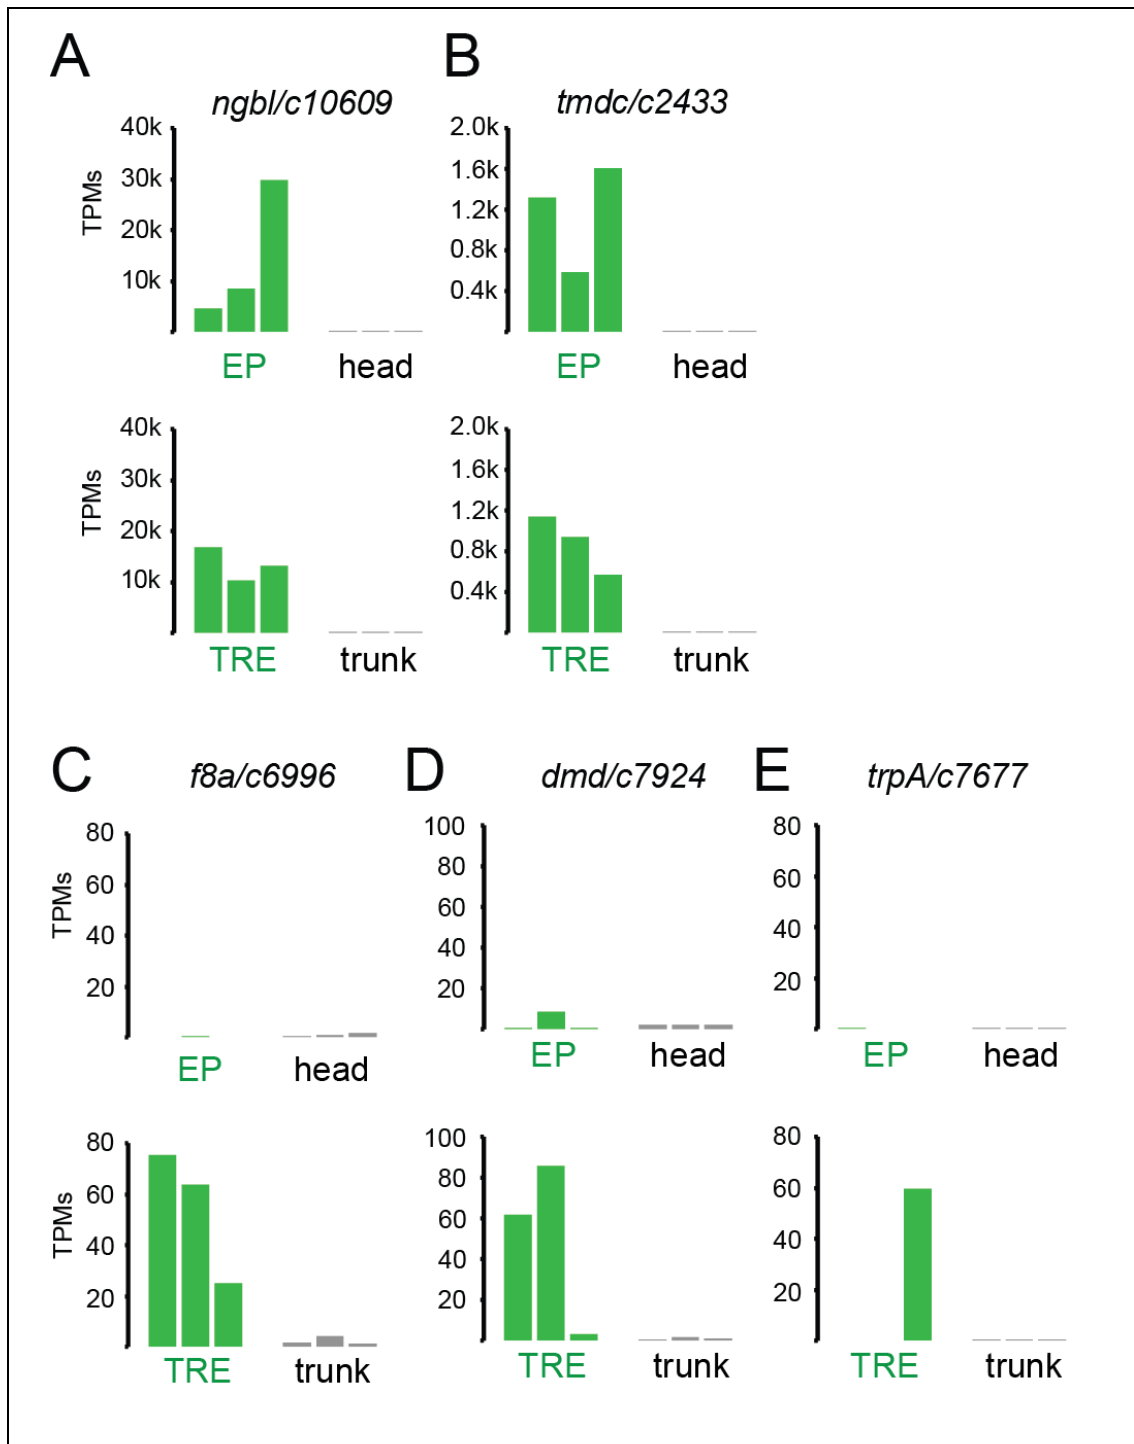 A
B
ngbl/c10609
tmdc/c2433
40k
30k
20k
10k
TPMs
2.0k
1.6k
1.2k
0.8k
0.4k
EP
head
EP
head
40k
30k
20k
10k
TPMs
2.0k
1.6k
1.2k
0.8k
0.4k
TRE
trunk
TRE
trunk
C
D
E
f8a/c6996
dmd/c7924
trpA/c7677
80
60
40
20
TPMs
100
80
60
40
20
80
60
40
20
EP
head
EP
head
EP
head
80
60
40
20
TPMs
100
80
60
40
20
80
60
40
20
TRE
trunk
TRE
trunk
TRE
trunk